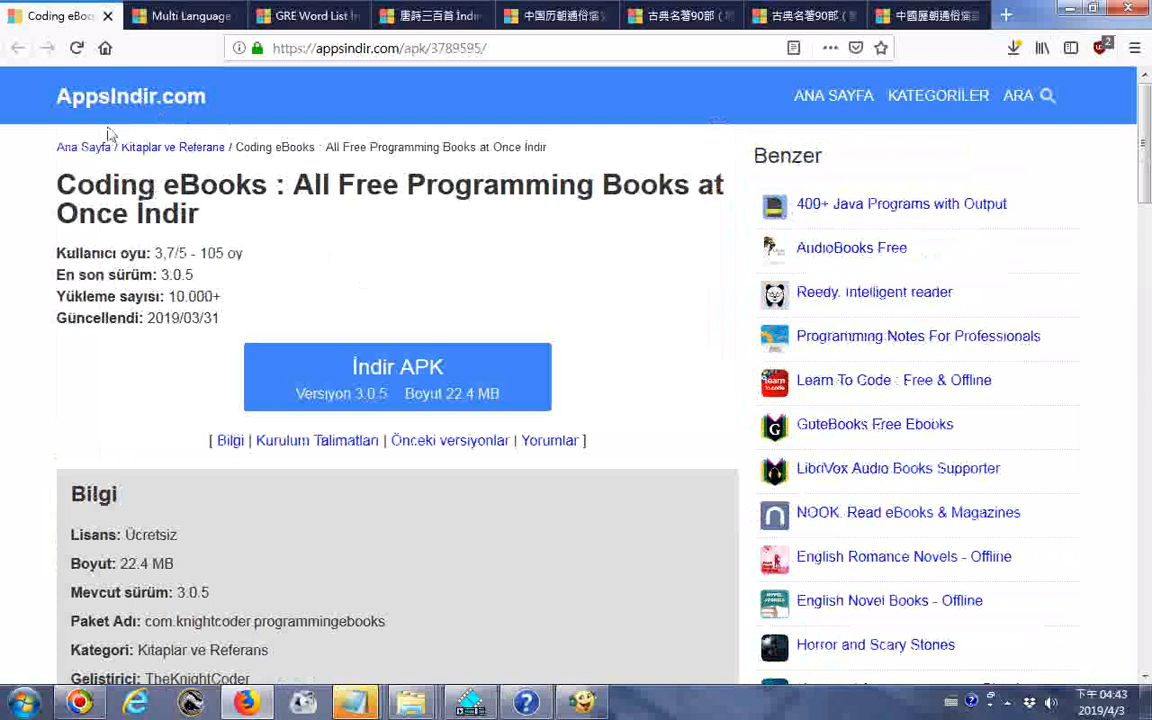 Coding eBoo
Multi Language
GRE Word List İn
唐詩三百首 İndir
中国历朝通俗演
古典名著90部（
古典名著90部（
中國歷朝通俗演
https://appsindir.com/apk/3789595/
2
AppsIndir.com
ANA SAYFA KATEGORİLER ARA
Ana Sayfa / Kitaplar ve Referans / Coding eBooks : All Free Programming Books at Once İndir
Coding eBooks : All Free Programming Books at
Once İndir
Kullanıcı oyu: 3,7/5 - 105 oy
En son sürüm: 3.0.5
Yükleme sayısı: 10.000+
Güncellendi: 2019/03/31
İndir APK
Versiyon 3.0.5 Boyut 22.4 MB
[ Bilgi | Kurulum Talimatları | Önceki versiyonlar | Yorumlar ]
Bilgi
Lisans: Ücretsiz
Boyut: 22.4 MB
Mevcut sürüm: 3.0.5
Paket Adı: com.knightcoder.programmingebooks
Kategori: Kitaplar ve Referans
Geliştirici: TheKnightCoder
Benzer
400+ Java Programs with Output
AudioBooks Free
Reedy. Intelligent reader
Programming Notes For Professionals
Learn To Code : Free & Offline
GuteBooks Free Ebooks
LibriVox Audio Books Supporter
NOOK: Read eBooks & Magazines
English Romance Novels - Offline
English Novel Books - Offline
Horror and Scary Stories
下午 04:43
2019/4/3